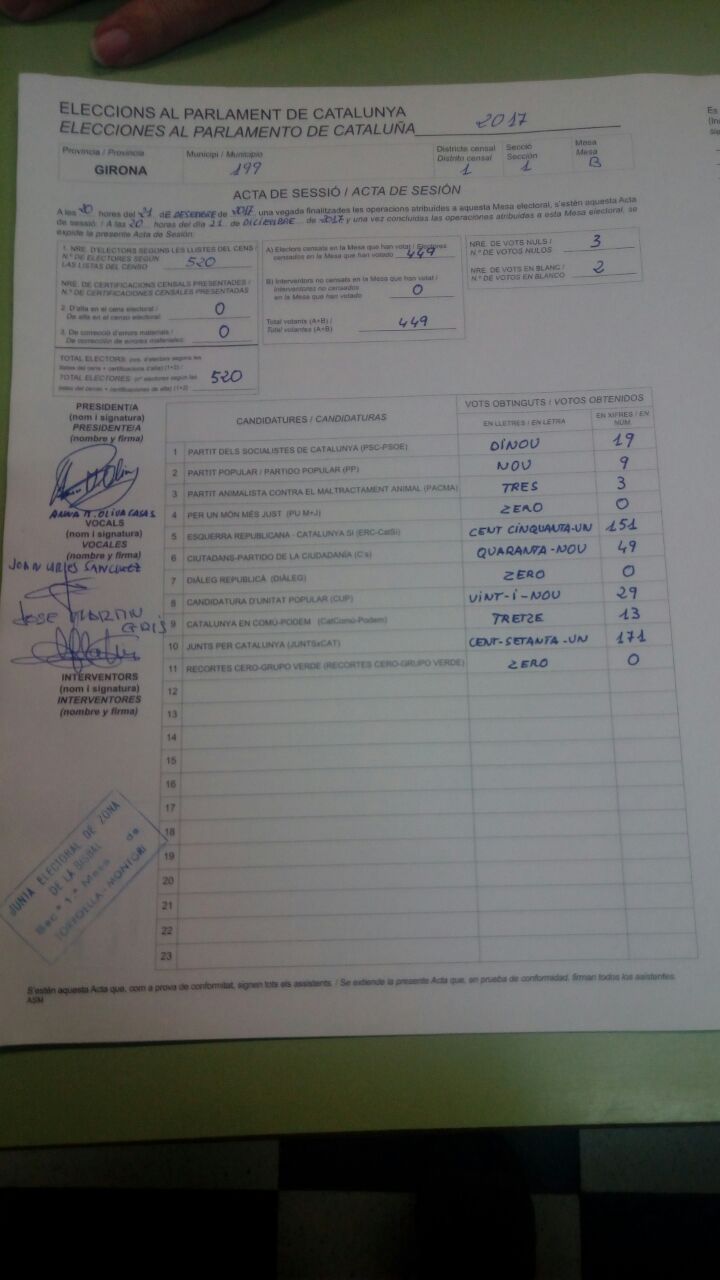 ELECCIONS AL PARLAMENT DE CATALUNYA
ELECCIONES AL PARLAMENTO DE CATALUÑA 2017
Província / Provincia
GIRONA
Municipi / Municipio
199
Districte censal
Distrito censal
1
Secció
Sección
1
Mesa
Mesa
B
ACTA DE SESSIÓ / ACTA DE SESIÓN
A les 20 hores del 21 de DESEMBRE de 2017, una vegada finalitzades les operacions atribuïdes a aquesta Mesa electoral, s'estén aquesta Acta
de sessió. / A las 20 horas del día 21 de DICIEMBRE de 2017 y una vez concluidas las operaciones atribuidas a esta Mesa electoral, se
expide la presente Acta de Sesión:
1. NRE. D'ELECTORS SEGONS LES LLISTES DEL CENS /
N.º DE ELECTORES SEGÚN
LAS LISTAS DEL CENSO 520
NRE. DE CERTIFICACIONS CENSALS PRESENTADES /
N.º DE CERTIFICACIONES CENSALES PRESENTADAS
2. D'alta en el cens electoral /
De alta en el censo electoral: 0
3. De correcció d'errors materials /
De corrección de errores materiales: 0
TOTAL ELECTORS (nre. d'electors segons les
llistes del cens + certificacions d'alta) (1+2) /
TOTAL ELECTORES (nº electores según las
listas del censo + certificaciones de alta) (1+2) 520
A) Electors censats en la Mesa que han votat / Electores
censados en la Mesa que han votado 449
B) Interventors no censats en la Mesa que han votat /
Interventores no censados
en la Mesa que han votado 0
Total votants (A+B) /
Total votantes (A+B) 449
NRE. DE VOTS NULS /
N.º DE VOTOS NULOS 3
NRE. DE VOTS EN BLANC /
N.º DE VOTOS EN BLANCO 2
PRESIDENT/A
(nom i signatura)
PRESIDENTE/A
(nombre y firma)
ANNA M. OLIVA CASAS
VOCALS
(nom i signatura)
VOCALES
(nombre y firma)
JOSE MARTIN
INTERVENTORS
(nom i signatura)
INTERVENTORES
(nombre y firma)
CANDIDATURES / CANDIDATURAS
VOTS OBTINGUTS / VOTOS OBTENIDOS
EN LLETRES / EN LETRA
EN XIFRES / EN NÚM.
1 PARTIT DELS SOCIALISTES DE CATALUNYA (PSC-PSOE) DINOU 19
2 PARTIT POPULAR / PARTIDO POPULAR (PP) NOU 9
3 PARTIT ANIMALISTA CONTRA EL MALTRACTAMENT ANIMAL (PACMA) TRES 3
4 PER UN MÓN MÉS JUST (PUM+J) ZERO 0
5 ESQUERRA REPUBLICANA - CATALUNYA SÍ (ERC-CatSí) CENT CINQUANTA-UN 151
6 CIUTADANS-PARTIDO DE LA CIUDADANÍA (C's) QUARANTA-NOU 49
7 DIÀLEG REPUBLICÀ (DIÀLEG) ZERO 0
8 CANDIDATURA D'UNITAT POPULAR (CUP) VINT-I-NOU 29
9 CATALUNYA EN COMÚ-PODEM (CatComú-Podem) TRETZE 13
10 JUNTS PER CATALUNYA (JUNTSxCAT) CENT-SETANTA-UN 171
11 RECORTES CERO-GRUPO VERDE (RECORTES CERO-GRUPO VERDE) ZERO 0
12
13
14
15
16
17
18
19
20
21
22
23
JUNTA ELECTORAL DE ZONA
DE LA BISBAL
Sec. 1.ª Mesa de
TORROELLA - MONTGRÍ
S'estén aquesta Acta que, com a prova de conformitat, signen tots els assistents. / Se extiende la presente Acta que, en prueba de conformidad, firman todos los asistentes.
ASM